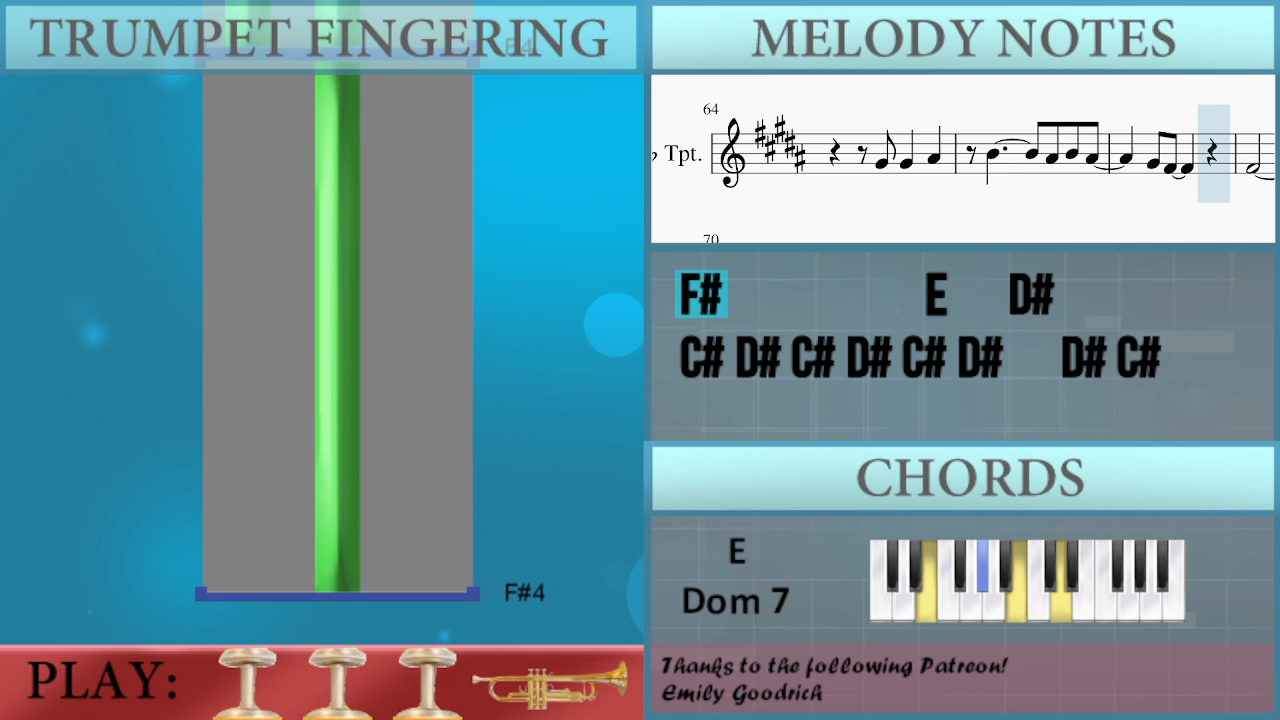 TRUMPET FINGERING
MELODY NOTES
64
Tpt.
70
F# E D#
C# D# C# D# C# D# D# C#
F#4
CHORDS
E
Dom 7
PLAY:
Thanks to the following Patreon!
Emily Goodrich